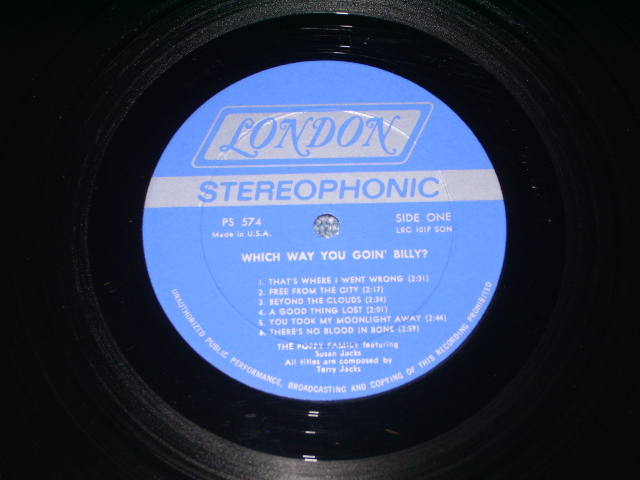 LONDON
STEREOPHONIC
PS 574
Made in U.S.A.
SIDE ONE
LRG 101P SON
WHICH WAY YOU GOIN' BILLY?
1. THAT'S WHERE I WENT WRONG (2:31)
2. FREE FROM THE CITY (2:17)
3. BEYOND THE CLOUDS (2:34)
4. A GOOD THING LOST (2:01)
5. YOU TOOK MY MOONLIGHT AWAY (2:44)
6. THERE'S NO BLOOD IN BONE (2:59)
THE POPPY FAMILY featuring
Susan Jacks
All titles are composed by
Terry Jacks
UNAUTHORIZED PUBLIC PERFORMANCE, BROADCASTING AND COPYING OF THIS RECORDING PROHIBITED